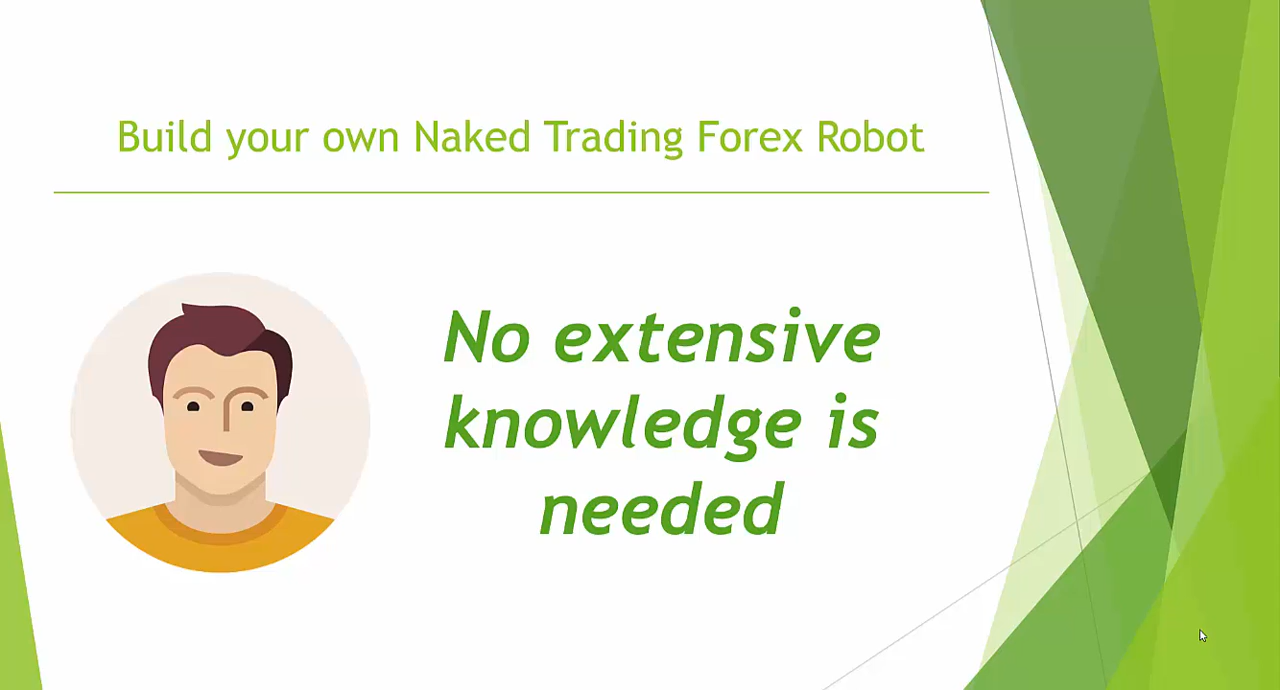 Build your own Naked Trading Forex Robot
No extensive
knowledge is
needed